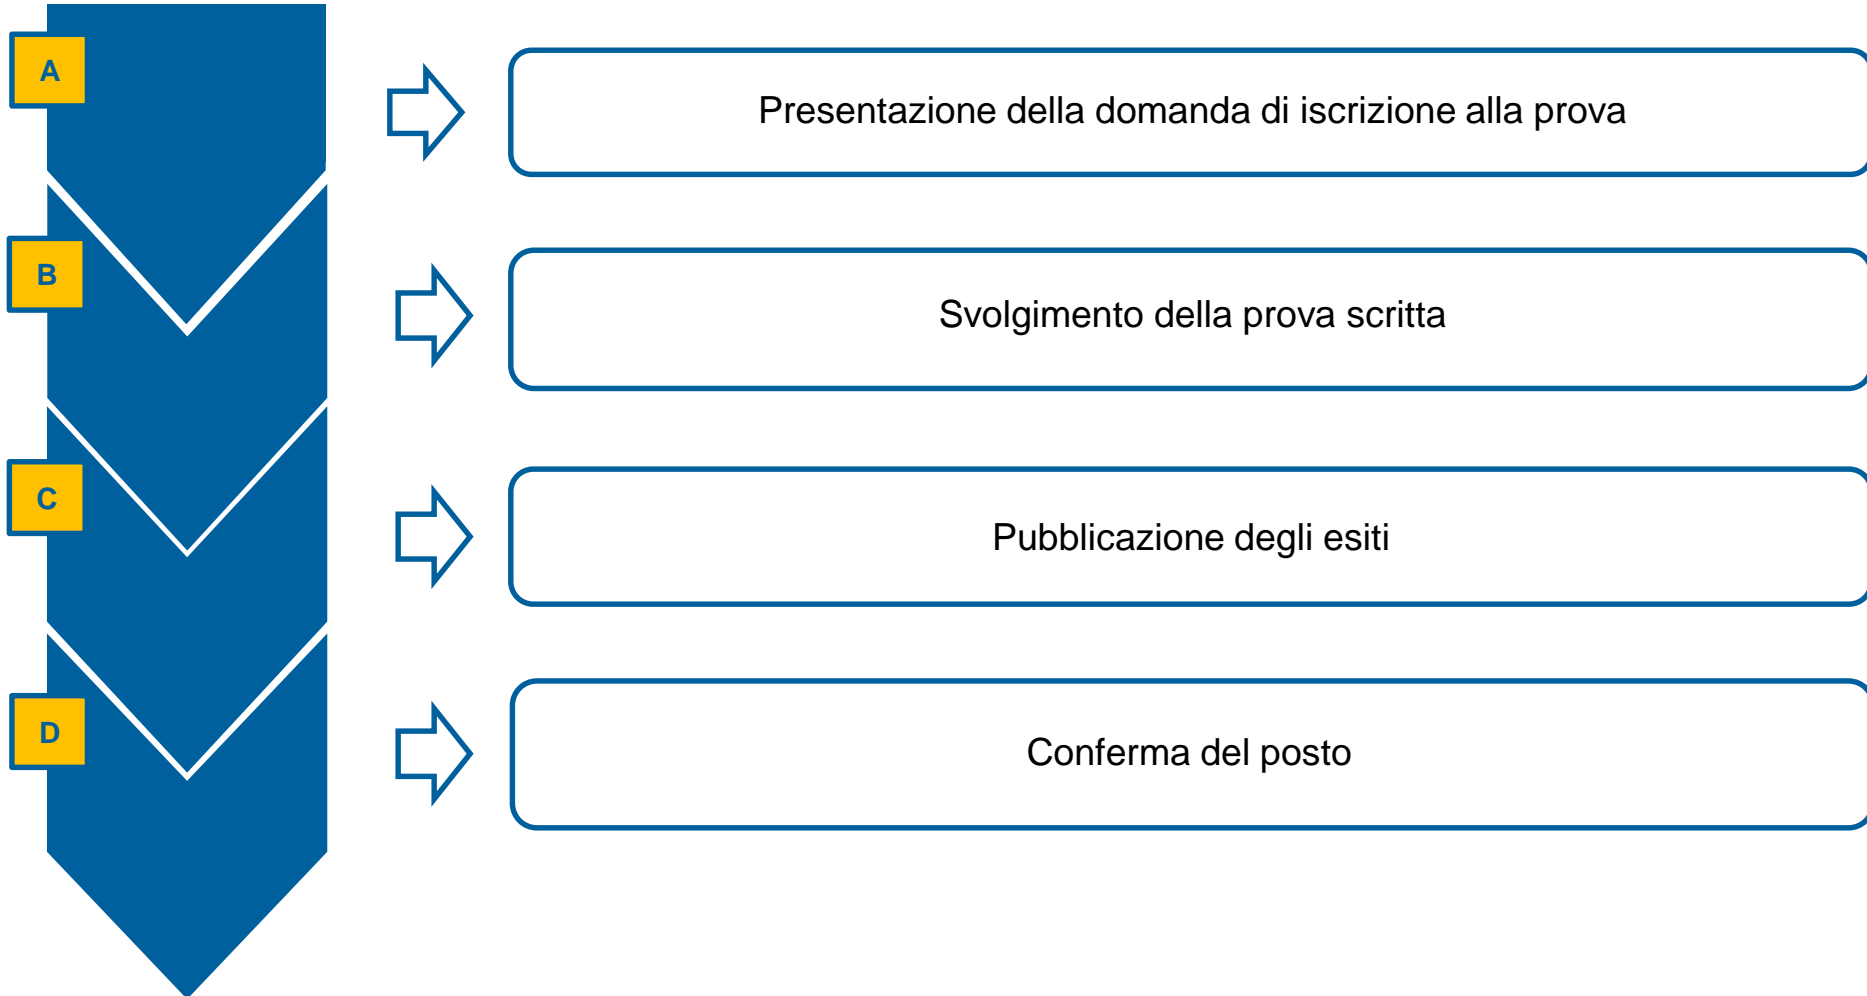 A
Presentazione della domanda di iscrizione alla prova
B
Svolgimento della prova scritta
C
Pubblicazione degli esiti
D
Conferma del posto